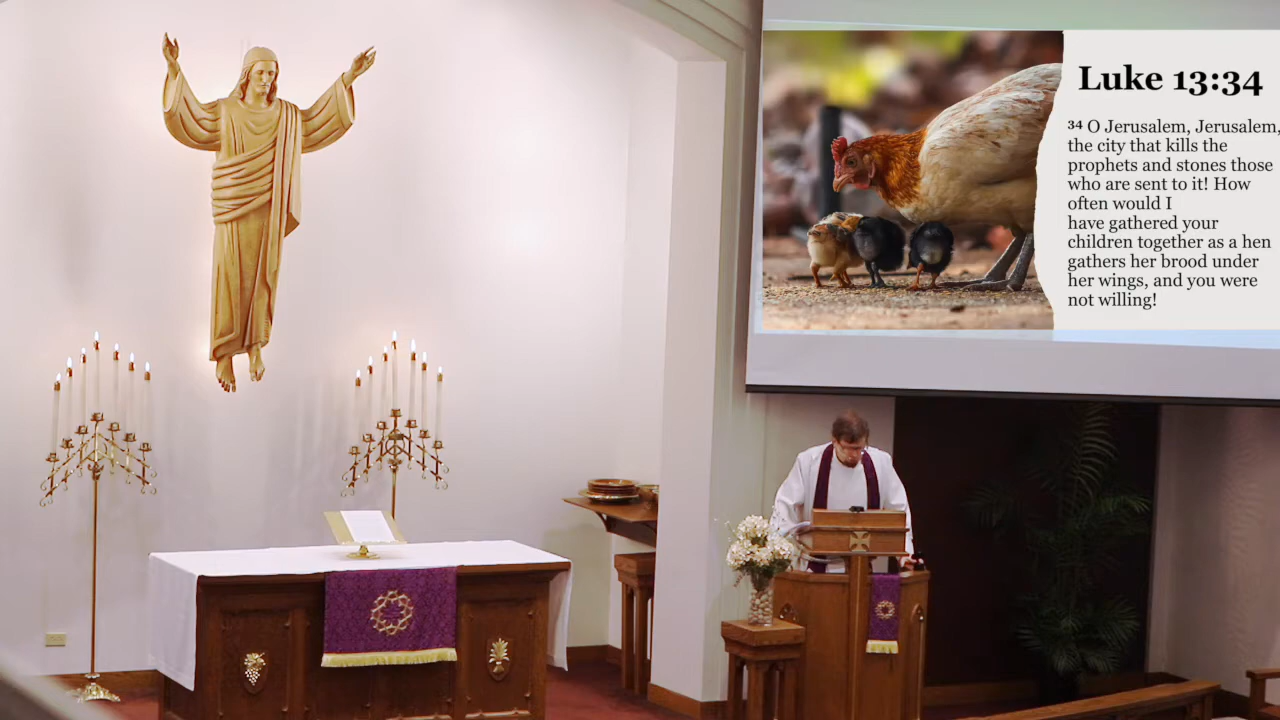 Luke 13:34
34 O Jerusalem, Jerusalem,
the city that kills the
prophets and stones those
who are sent to it! How
often would I
have gathered your
children together as a hen
gathers her brood under
her wings, and you were
not willing!